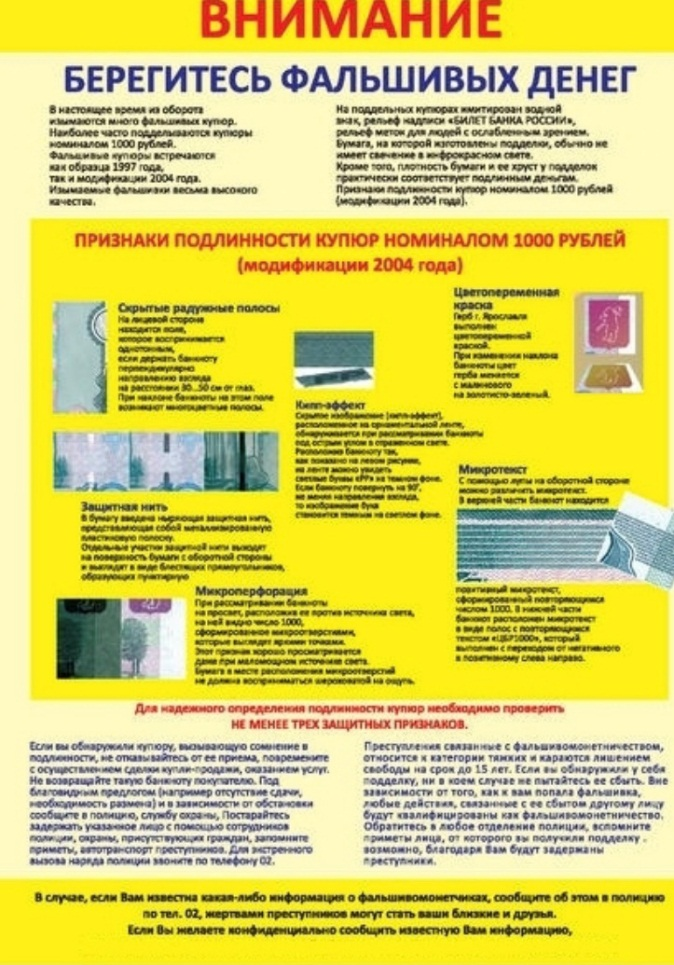 ВНИМАНИЕ
БЕРЕГИТЕСЬ ФАЛЬШИВЫХ ДЕНЕГ
В настоящее время из оборота
изымаются много фальшивых купюр.
Наиболее часто подделываются купюры
номиналом 1000 рублей.
Фальшивые купюры встречаются
как образца 1997 года,
так и модификации 2004 года.
Изымаемые фальшивки весьма высокого
качества.
На поддельных купюрах имитирован водной
знак, рельеф надписи «БИЛЕТ БАНКА РОССИИ»,
рельеф меток для людей с ослабленным зрением.
Бумага, на которой изготовлены подделки, обычно не
имеет свечение в инфрокрасном свете.
Кроме того, плотность бумаги и ее хруст у подделок
практически соответствует подлинным деньгам.
Признаки подлинности купюр номиналом 1000 рублей
(модификации 2004 года).
ПРИЗНАКИ ПОДЛИННОСТИ КУПЮР НОМИНАЛОМ 1000 РУБЛЕЙ
(модификации 2004 года)
Скрытые радужные полосы
На лицевой стороне
находится поле,
которое воспринимается
однотонным,
если держать банкноту
перпендикулярно
направлению взгляда
на расстоянии 30...50 см от глаз.
При наклоне банкноты на этом поле
возникают многоцветные полосы.
Цветопеременная
краска
Герб г. Ярославля
выполнен
цветопеременной
краской.
При изменении наклона
банкноты цвет
герба меняется
с малинового
на золотисто-зеленый.
Кипп-эффект
Скрытое изображение (кипп-эффект),
расположенное на орнаментальной ленте,
обнаруживается при рассматривании банкноты
под острым углом в отраженном свете.
Расположив банкноту так,
как показано на левом рисунке,
на ленте можно увидеть
светлые буквы «РР» на темном фоне.
Если банкноту повернуть на 90°,
не меняя направления взгляда,
то изображение букв
становится темным на светлом фоне.
Защитная нить
В бумагу введена ныряющая защитная нить,
представляющая собой металлизированную
пластиковую полоску.
Отдельные участки защитной нити выходят
на поверхность бумаги с оборотной стороны
и выглядят в виде блестящих прямоугольников,
образующих пунктирную
Микротекст
С помощью лупы на оборотной стороне
можно различить микротекст.
В верхней части банкнот находится
позитивный микротекст,
сформированный повторяющимся
числом 1000. В нижней части
банкнот расположен микротекст
в виде полос с повторяющимся
текстом «ЦБР1000», который
выполнен с переходом от негативного
к позитивному слева направо.
Микроперфорация
При рассматривании банкноты
на просвет, расположив ее против источника света,
на ней видно число 1000,
сформированное микроотверстиями,
которые выглядят яркими точками.
Этот признак хорошо просматривается
даже при маломощном источнике света.
Бумага в месте расположения микроотверстий
не должна восприниматься шероховатой на ощупь.
Для надежного определения подлинности купюр необходимо проверить
НЕ МЕНЕЕ ТРЕХ ЗАЩИТНЫХ ПРИЗНАКОВ.
Если вы обнаружили купюру, вызывающую сомнение в
подлинности, не отказывайтесь от ее приема, повремените
с осуществлением сделки купли-продажи, оказанием услуг.
Не возвращайте такую банкноту покупателю. Под
благовидным предлогом (например отсутствие сдачи,
необходимость размена) и в зависимости от обстановки
сообщите в полицию, службу охраны, Постарайтесь
задержать указанное лицо с помощью сотрудников
полиции, охраны, присутствующих граждан, запомните
приметы, автотранспорт преступников. Для экстренного
вызова наряда полиции звоните по телефону 02.
Преступления связанные с фальшивомонетничеством,
относится к категории тяжких и караются лишением
свободы на срок до 15 лет. Если вы обнаружили у себя
подделку, ни в коем случае не пытайтесь ее сбыть. Вне
зависимости от того, как к вам попала фальшивка,
любые действия, связанные с ее сбытом другому лицу
будут квалифицированы как фальшивомонетничество.
Обратитесь в любое отделение полиции, вспомните
приметы лица, от которого вы получили подделку .
возможно, благодаря Вам будут задержаны
преступники.
В случае, если Вам известна какая-либо информация о фальшивомонетчиках, сообщите об этом в полицию
по тел. 02, жертвами преступников могут стать ваши близкие и друзья.
Если Вы желаете конфиденциально сообщить известную Вам информацию,